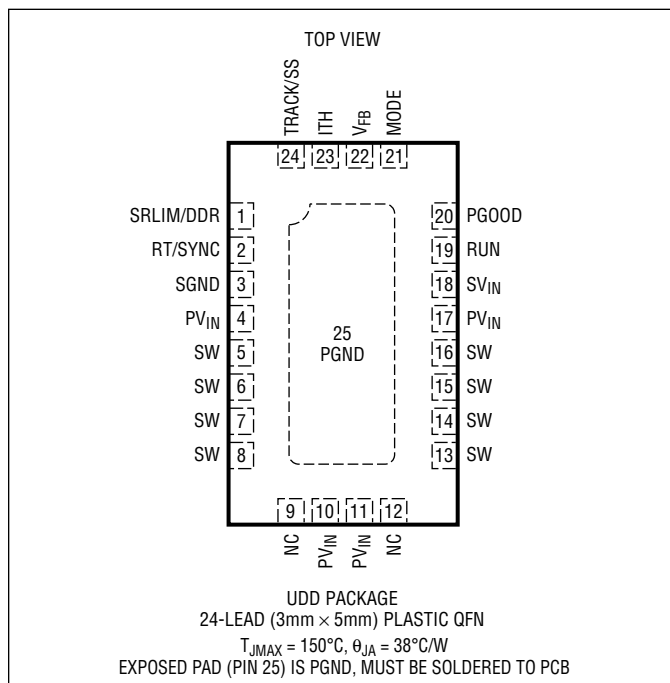 TOP VIEW
TRACK/SS
ITH
VFB
MODE
24 23 22 21
SRLIM/DDR 1
RT/SYNC 2
SGND 3
PVIN 4
SW 5
SW 6
SW 7
SW 8
25
PGND
20 PGOOD
19 RUN
18 SVIN
17 PVIN
16 SW
15 SW
14 SW
13 SW
9 10 11 12
NC
PVIN
PVIN
NC
UDD PACKAGE
24-LEAD (3mm × 5mm) PLASTIC QFN
TJMAX = 150°C, θJA = 38°C/W
EXPOSED PAD (PIN 25) IS PGND, MUST BE SOLDERED TO PCB